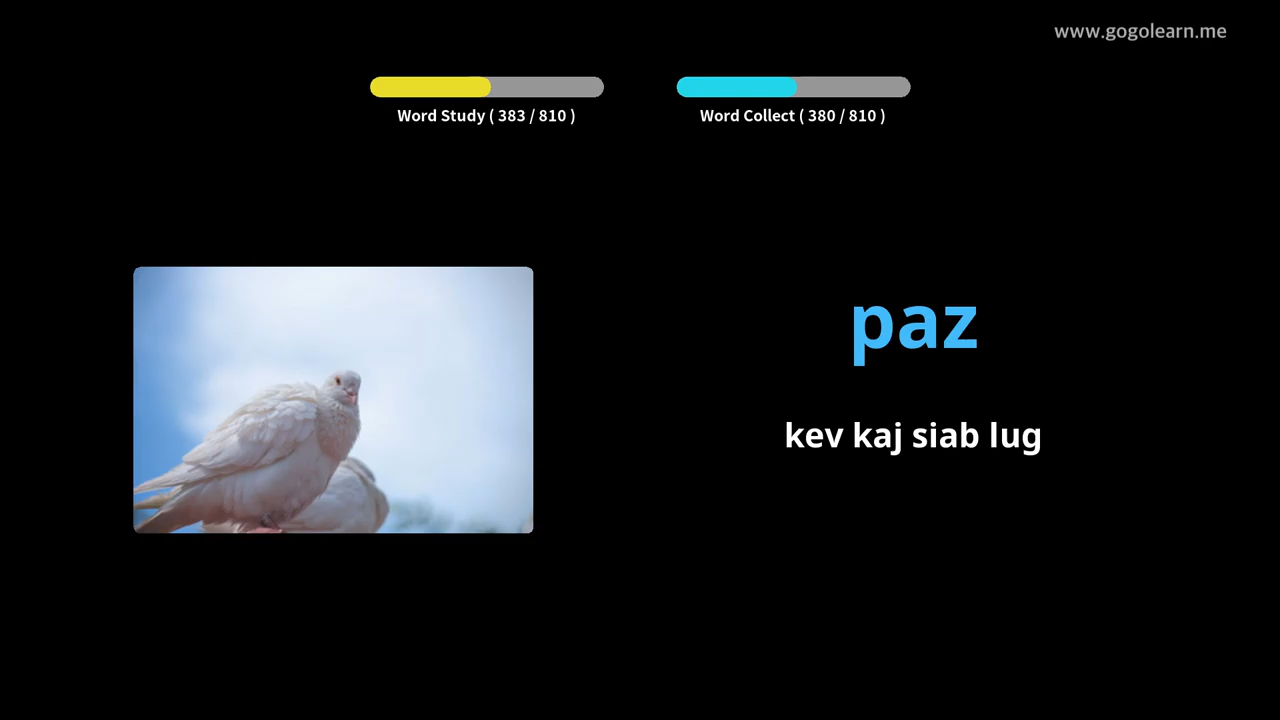 www.gogolearn.me
Word Study ( 383 / 810 )
Word Collect ( 380 / 810 )
paz
kev kaj siab lug